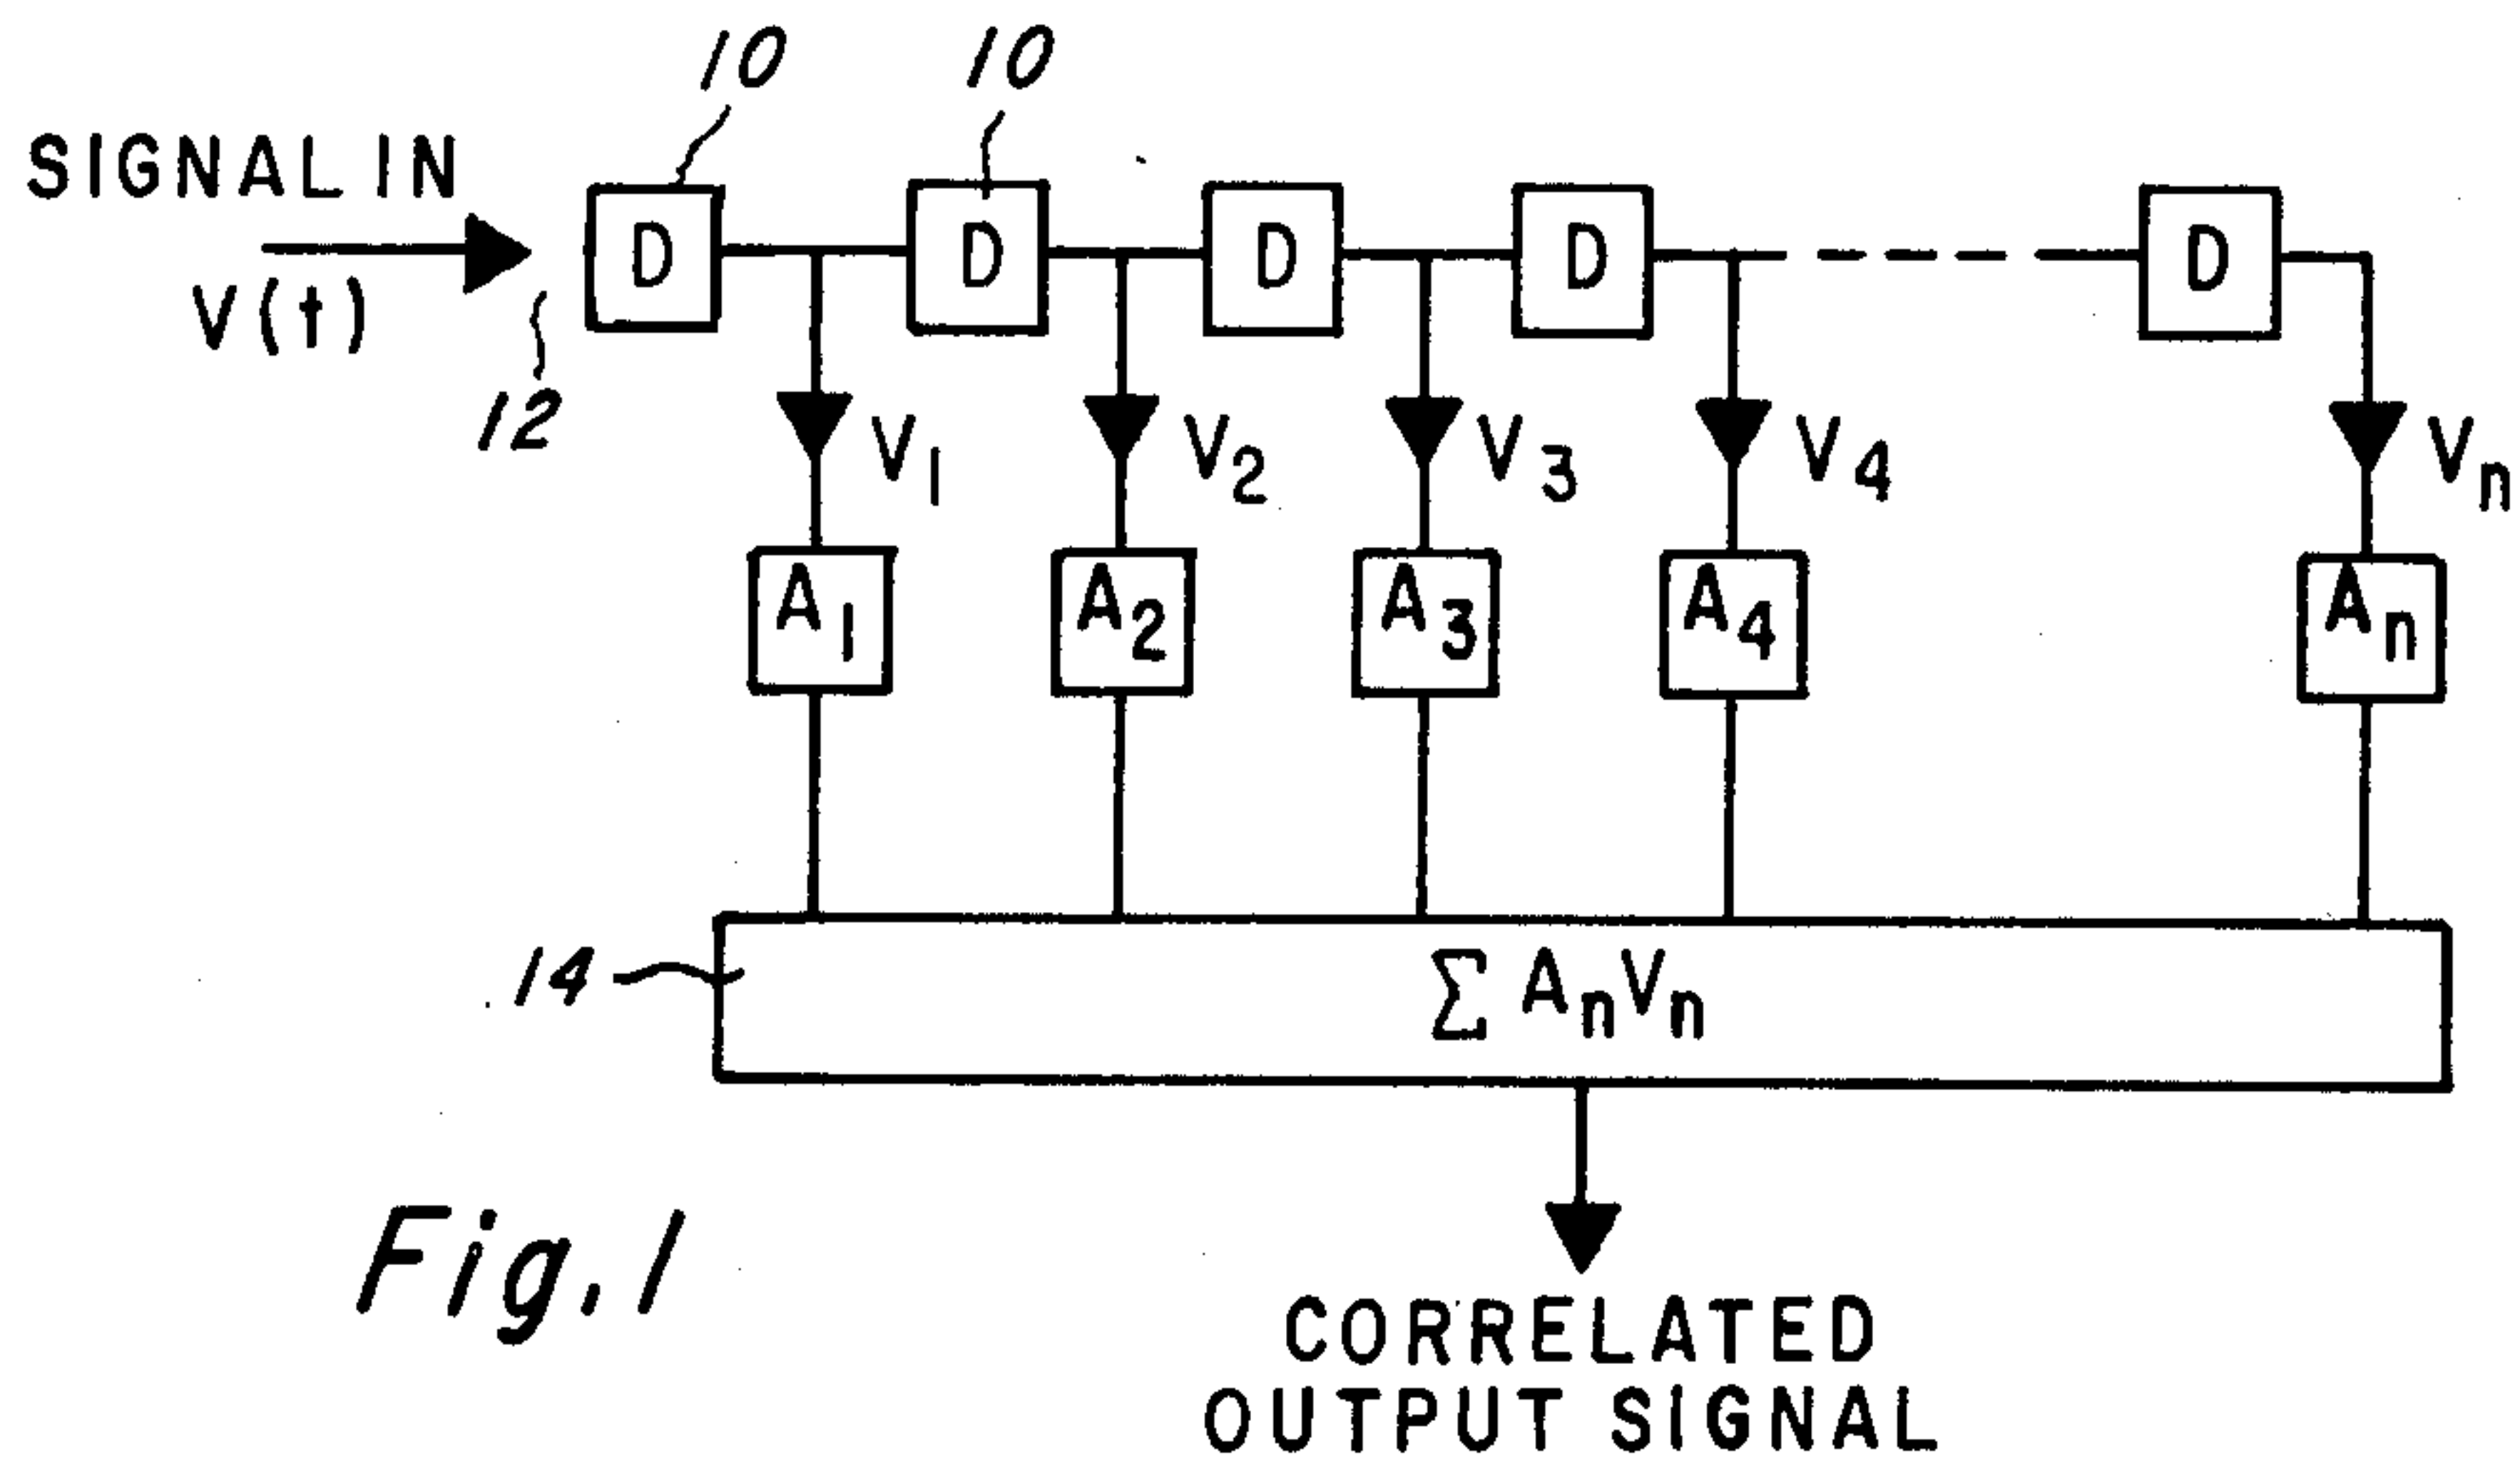 10 10
SIGNAL IN
D D D D D
V(t)
12
V1 V2 V3 V4 Vn
A1 A2 A3 A4 An
14 Σ AnVn
Fig. 1
CORRELATED
OUTPUT SIGNAL